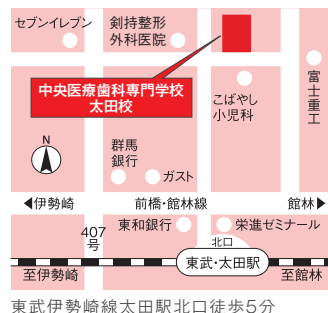 セブンイレブン
剣持整形
外科医院
中央医療歯科専門学校
太田校
こばやし
小児科
富士重工
N
群馬
銀行
ガスト
伊勢崎
前橋・館林線
館林
407
号
東和銀行
栄進ゼミナール
北口
東武・太田駅
至伊勢崎
至館林
東武伊勢崎線太田駅北口徒歩5分